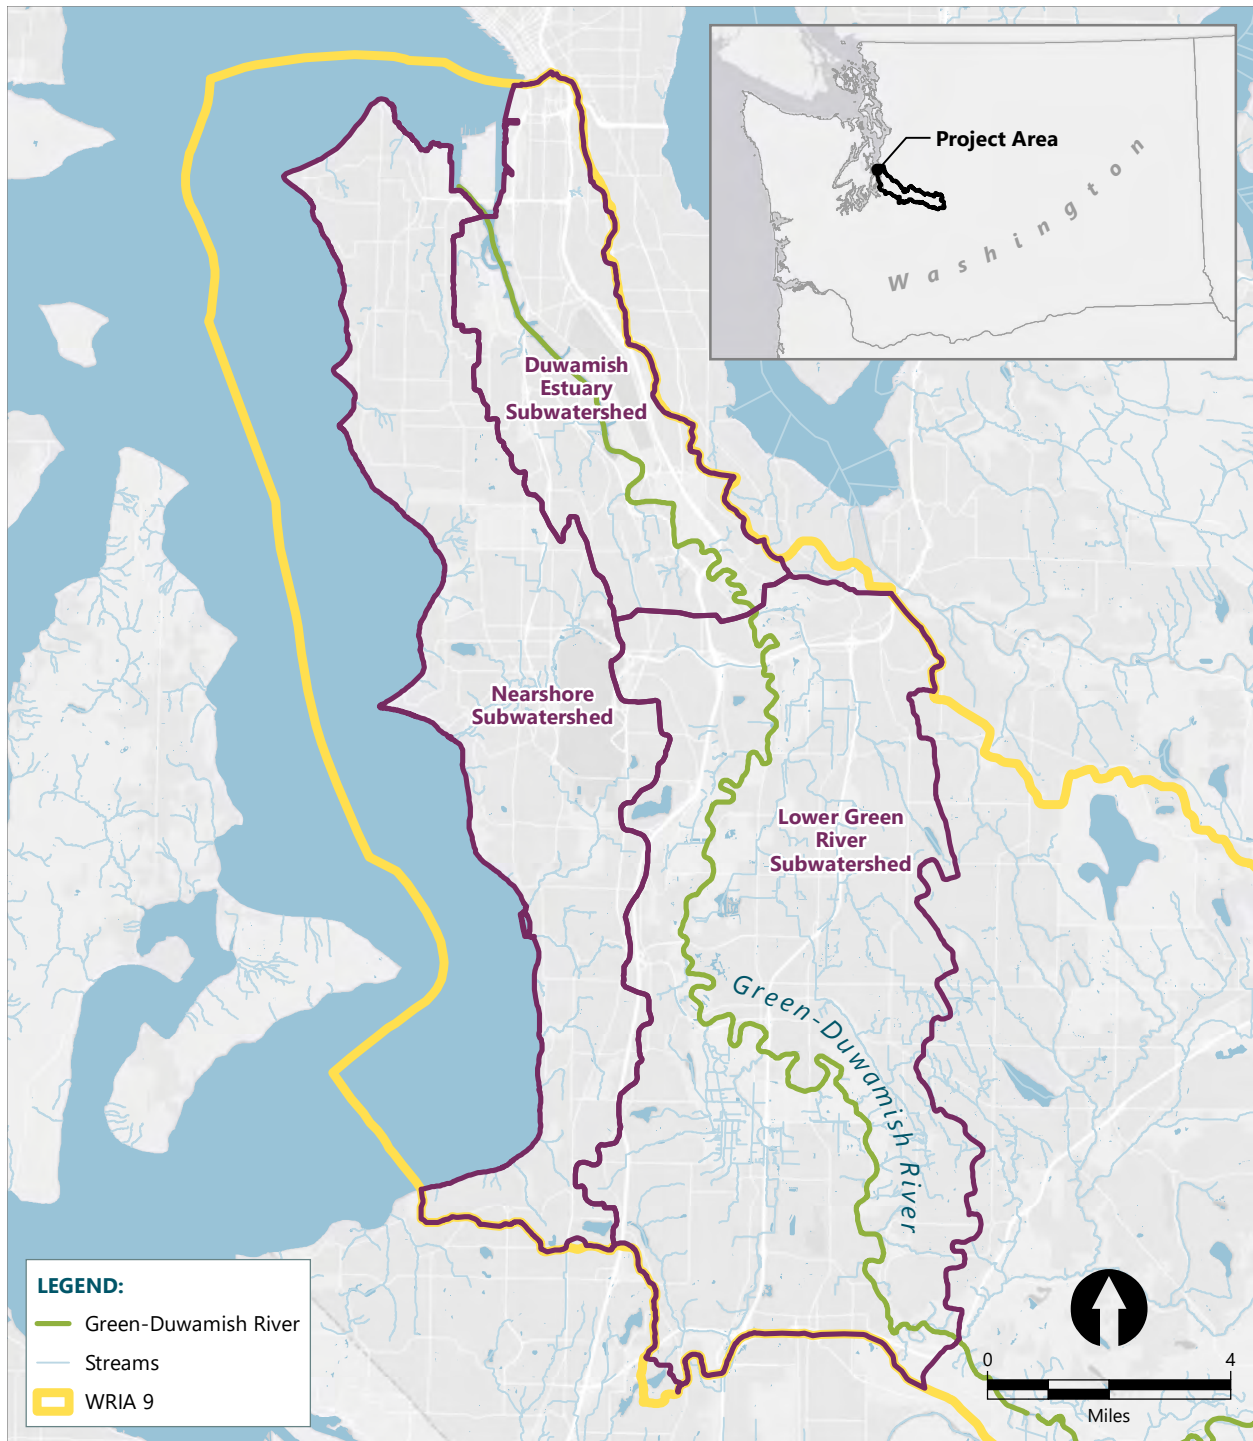 Project Area
Washington
Duwamish
Estuary
Subwatershed
Nearshore
Subwatershed
Lower Green
River
Subwatershed
Green-Duwamish River
LEGEND:
Green-Duwamish River
Streams
WRIA 9
0 4
Miles